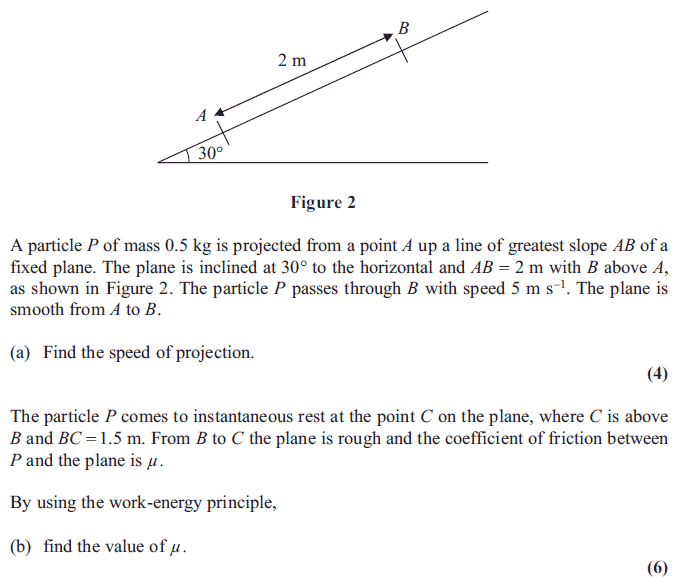 B
2 m
A
30°
Figure 2
A particle P of mass 0.5 kg is projected from a point A up a line of greatest slope AB of a
fixed plane. The plane is inclined at 30° to the horizontal and AB = 2 m with B above A,
as shown in Figure 2. The particle P passes through B with speed 5 m s⁻¹. The plane is
smooth from A to B.
(a) Find the speed of projection.
(4)
The particle P comes to instantaneous rest at the point C on the plane, where C is above
B and BC = 1.5 m. From B to C the plane is rough and the coefficient of friction between
P and the plane is μ.
By using the work-energy principle,
(b) find the value of μ.
(6)